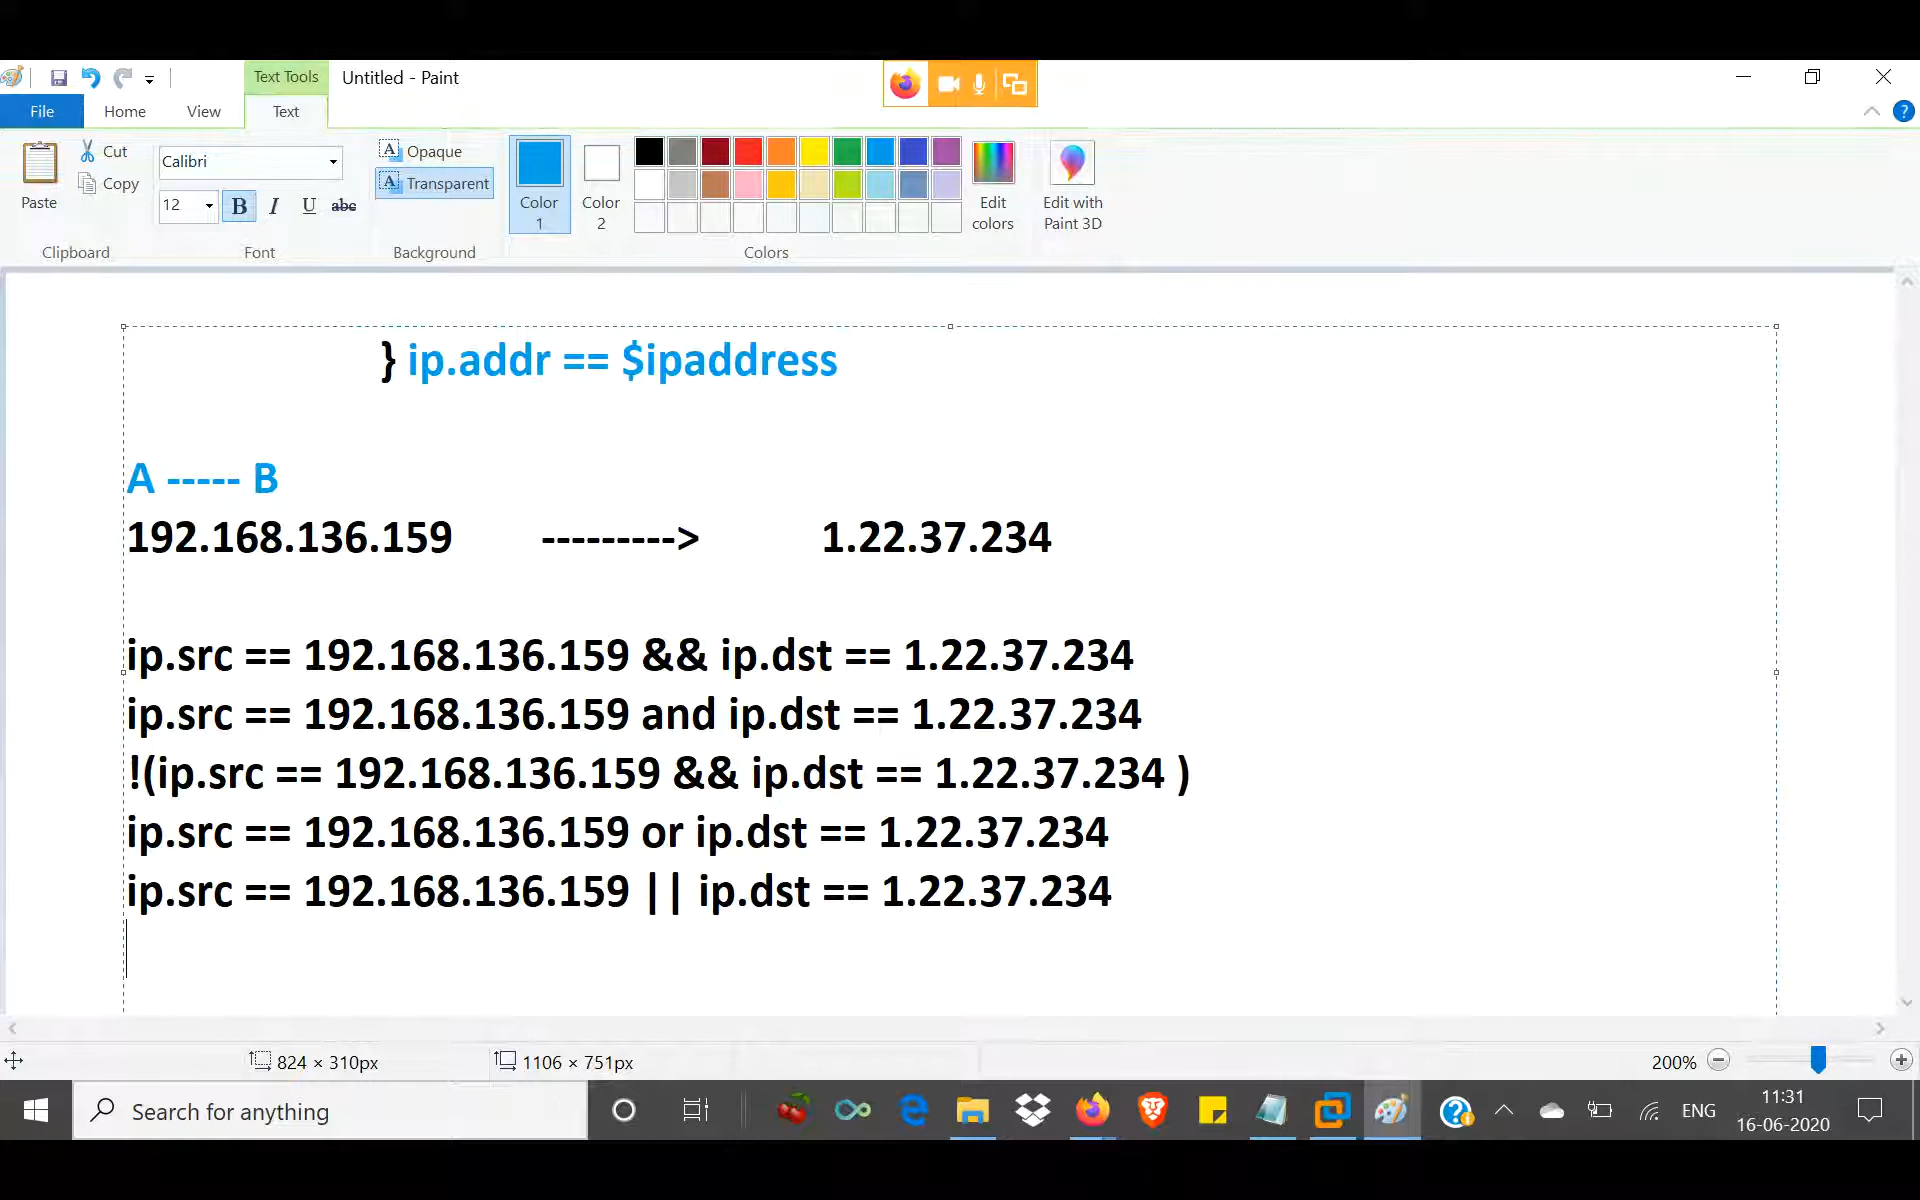 Text Tools
Untitled - Paint
File
Home
View
Text
Paste
Cut
Copy
Clipboard
Calibri
12
B
I
U
abc
Font
A Opaque
A Transparent
Background
Color
1
Color
2
Colors
Edit
colors
Edit with
Paint 3D
?
} ip.addr == $ipaddress
A ----- B
192.168.136.159 ---------> 1.22.37.234
ip.src == 192.168.136.159 && ip.dst == 1.22.37.234
ip.src == 192.168.136.159 and ip.dst == 1.22.37.234
!(ip.src == 192.168.136.159 && ip.dst == 1.22.37.234 )
ip.src == 192.168.136.159 or ip.dst == 1.22.37.234
ip.src == 192.168.136.159 || ip.dst == 1.22.37.234
824 × 310px
1106 × 751px
200%
Search for anything
ENG
11:31
16-06-2020